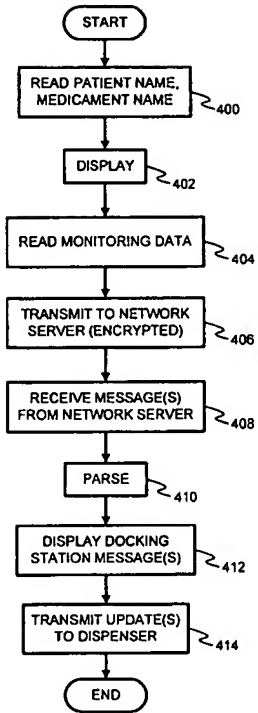 START
READ PATIENT NAME,
MEDICAMENT NAME
400
DISPLAY
402
READ MONITORING DATA
404
TRANSMIT TO NETWORK
SERVER (ENCRYPTED)
406
RECEIVE MESSAGE(S)
FROM NETWORK SERVER
408
PARSE
410
DISPLAY DOCKING
STATION MESSAGE(S)
412
TRANSMIT UPDATE(S)
TO DISPENSER
414
END